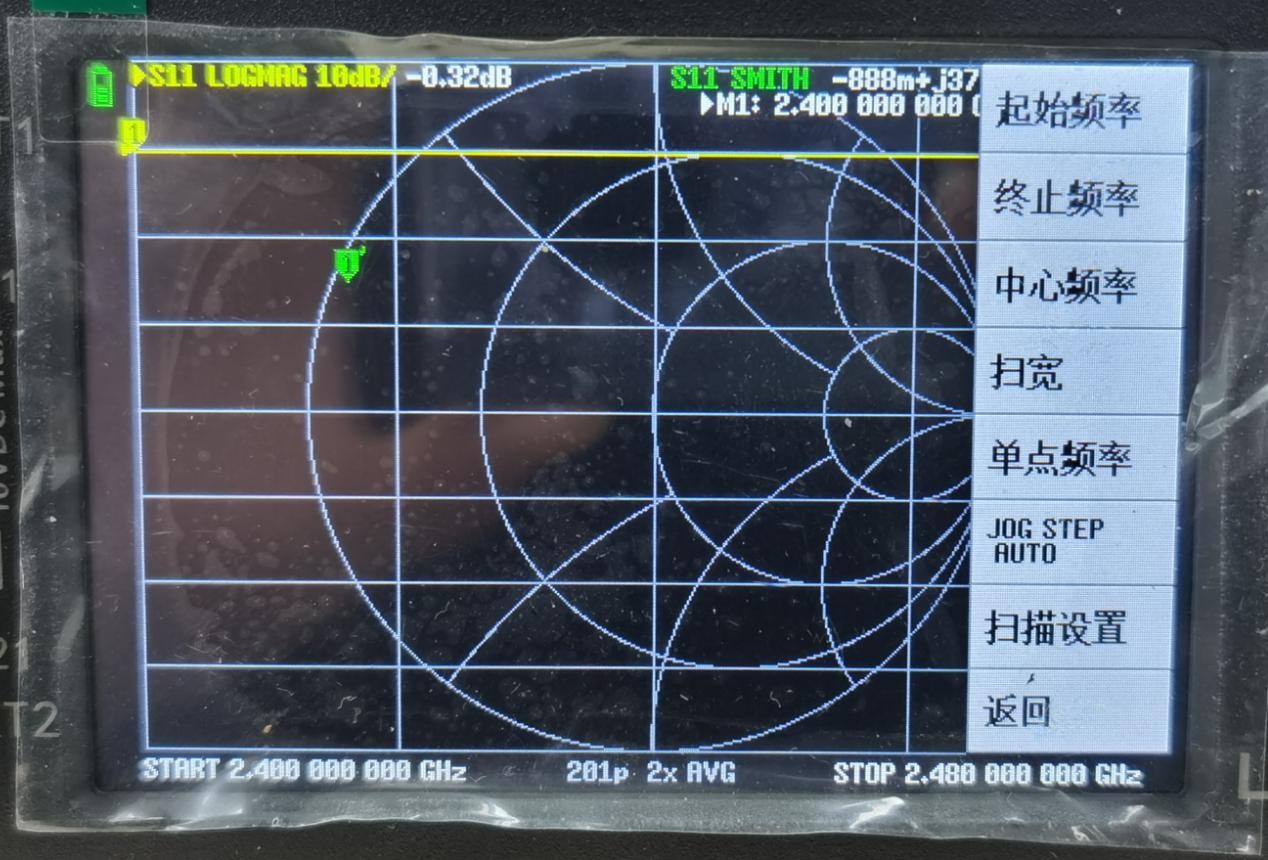 S11 LOGMAG 10dB/ -0.32dB
S11 SMITH -888m+j37
M1: 2.400 000 000
1
1
起始频率
终止频率
中心频率
扫宽
单点频率
JOG STEP
AUTO
扫描设置
返回
START 2.400 000 000 GHz
201p 2x AVG
STOP 2.480 000 000 GHz
T2